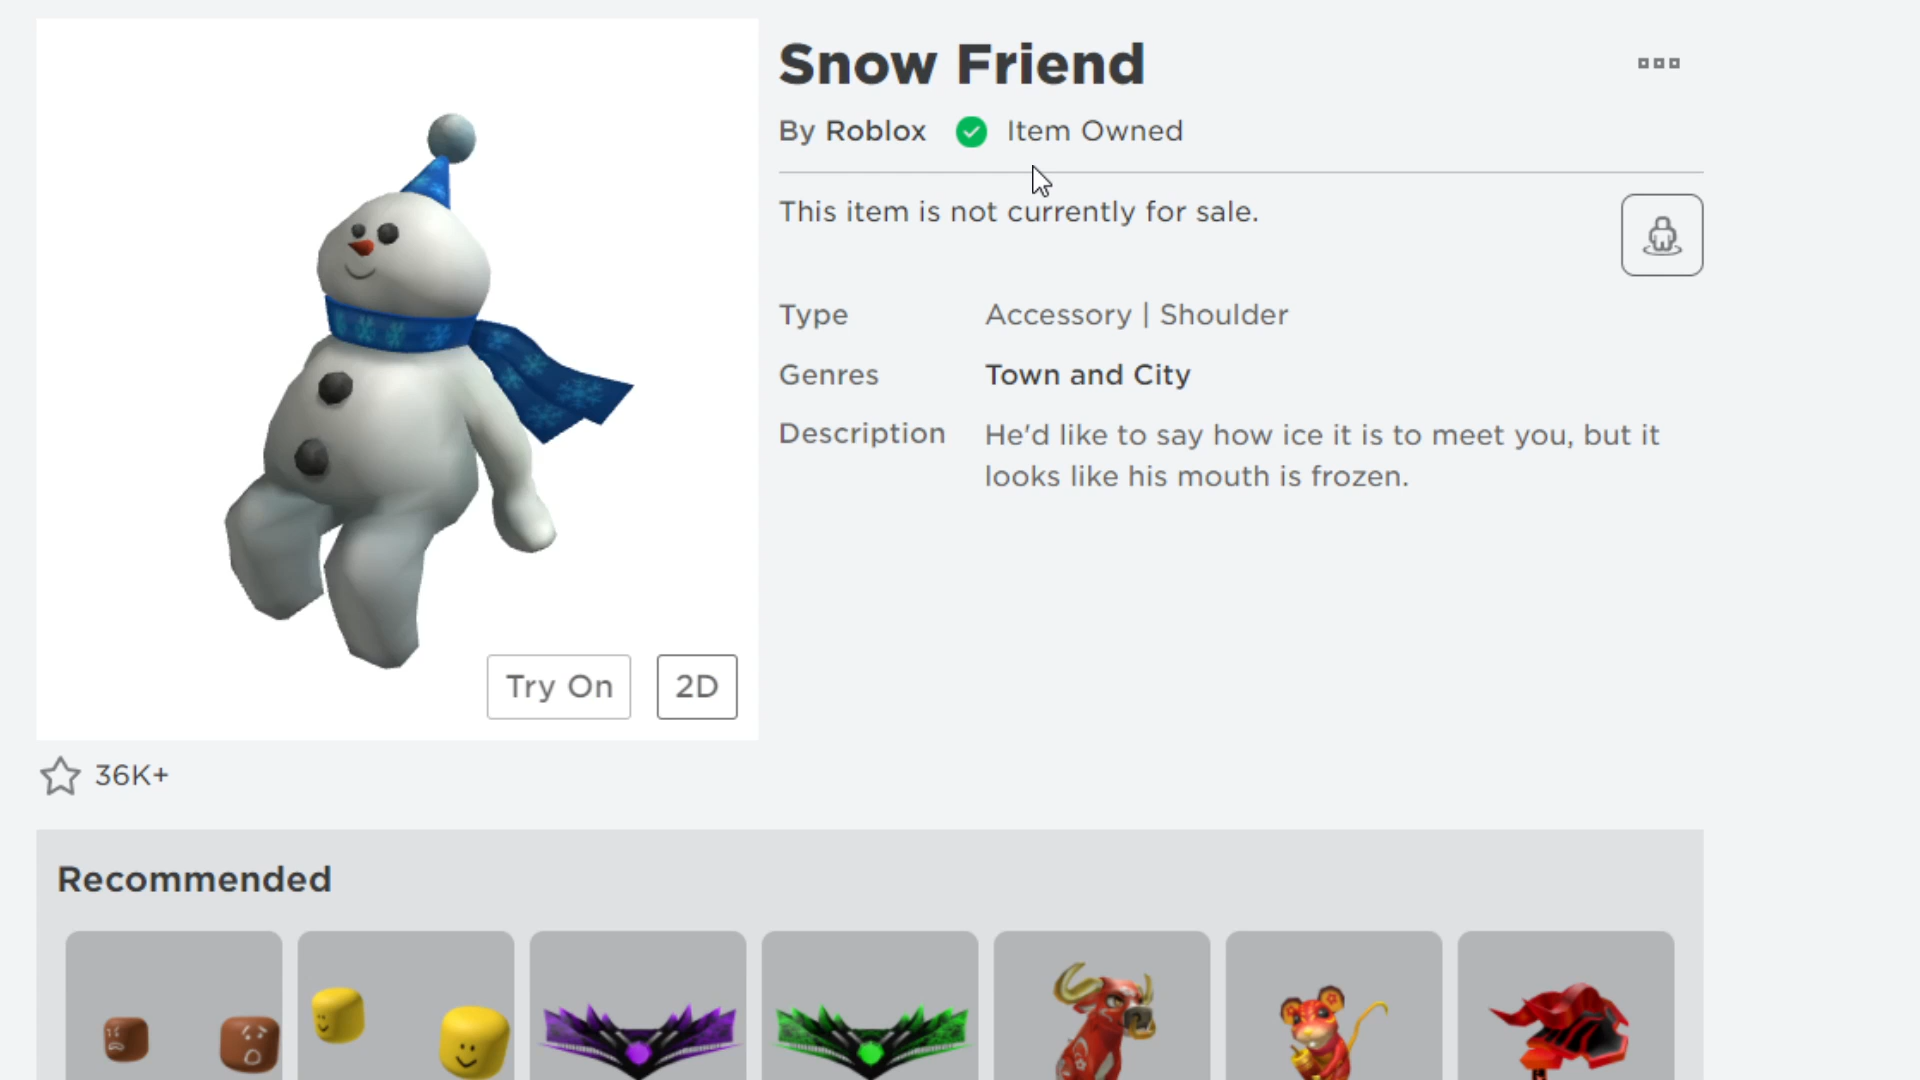 Snow Friend
By Roblox Item Owned
This item is not currently for sale.
Type Accessory | Shoulder
Genres Town and City
Description He'd like to say how ice it is to meet you, but it
looks like his mouth is frozen.
Try On 2D
36K+
Recommended